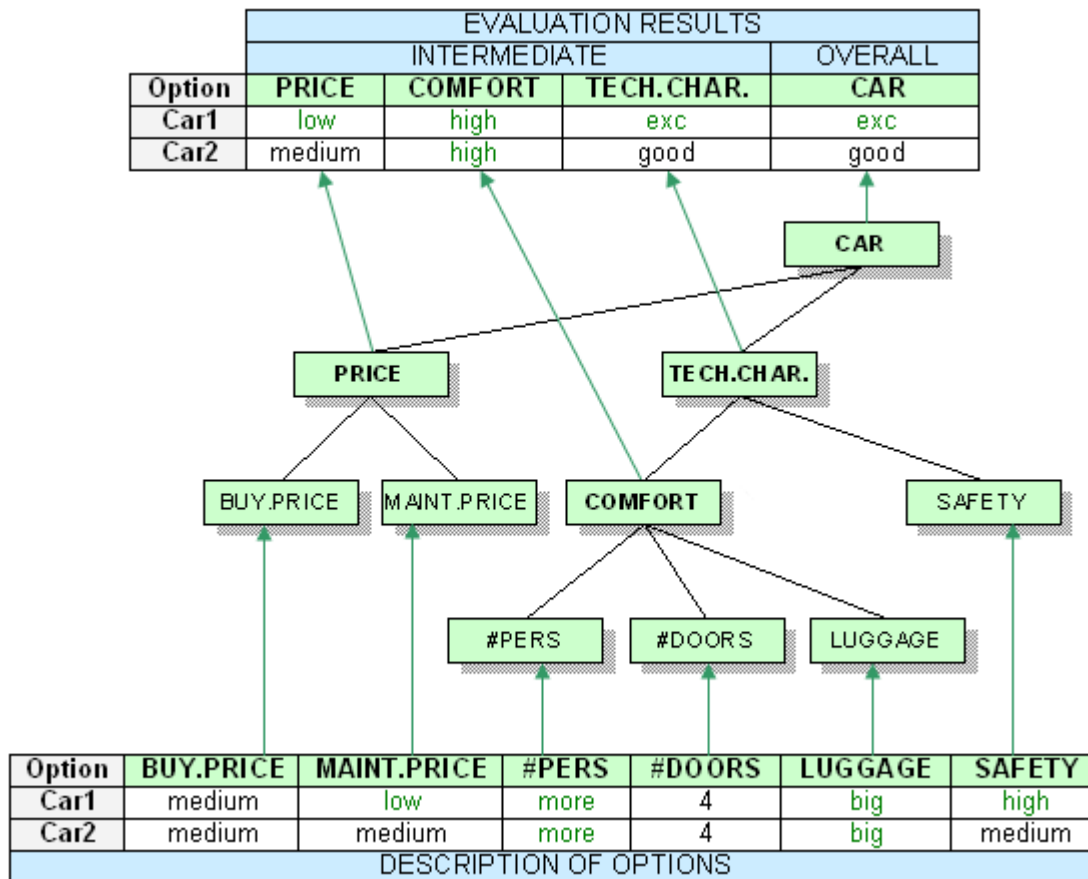 EVALUATION RESULTS
INTERMEDIATE OVERALL
Option PRICE COMFORT TECH.CHAR. CAR
Car1 low high exc exc
Car2 medium high good good
CAR
PRICE TECH.CHAR.
BUY.PRICE MAINT.PRICE COMFORT SAFETY
#PERS #DOORS LUGGAGE
Option BUY.PRICE MAINT.PRICE #PERS #DOORS LUGGAGE SAFETY
Car1 medium low more 4 big high
Car2 medium medium more 4 big medium
DESCRIPTION OF OPTIONS